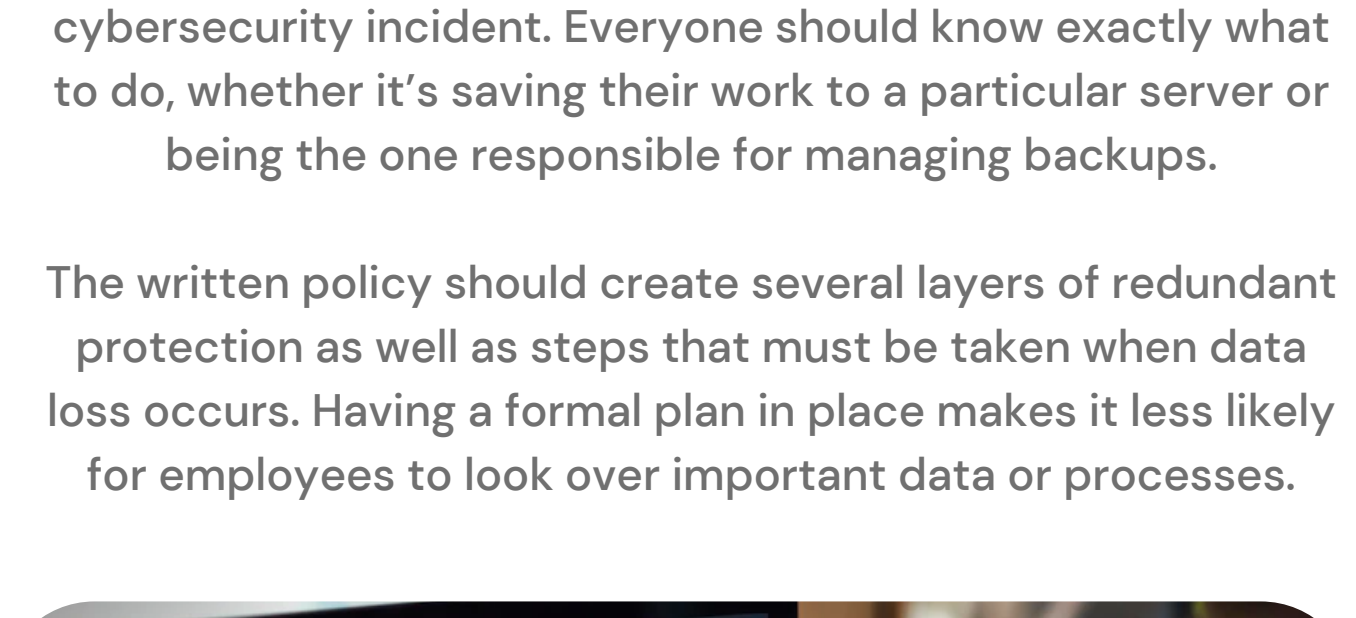 cybersecurity incident. Everyone should know exactly what
to do, whether it’s saving their work to a particular server or
being the one responsible for managing backups.
The written policy should create several layers of redundant
protection as well as steps that must be taken when data
loss occurs. Having a formal plan in place makes it less likely
for employees to look over important data or processes.